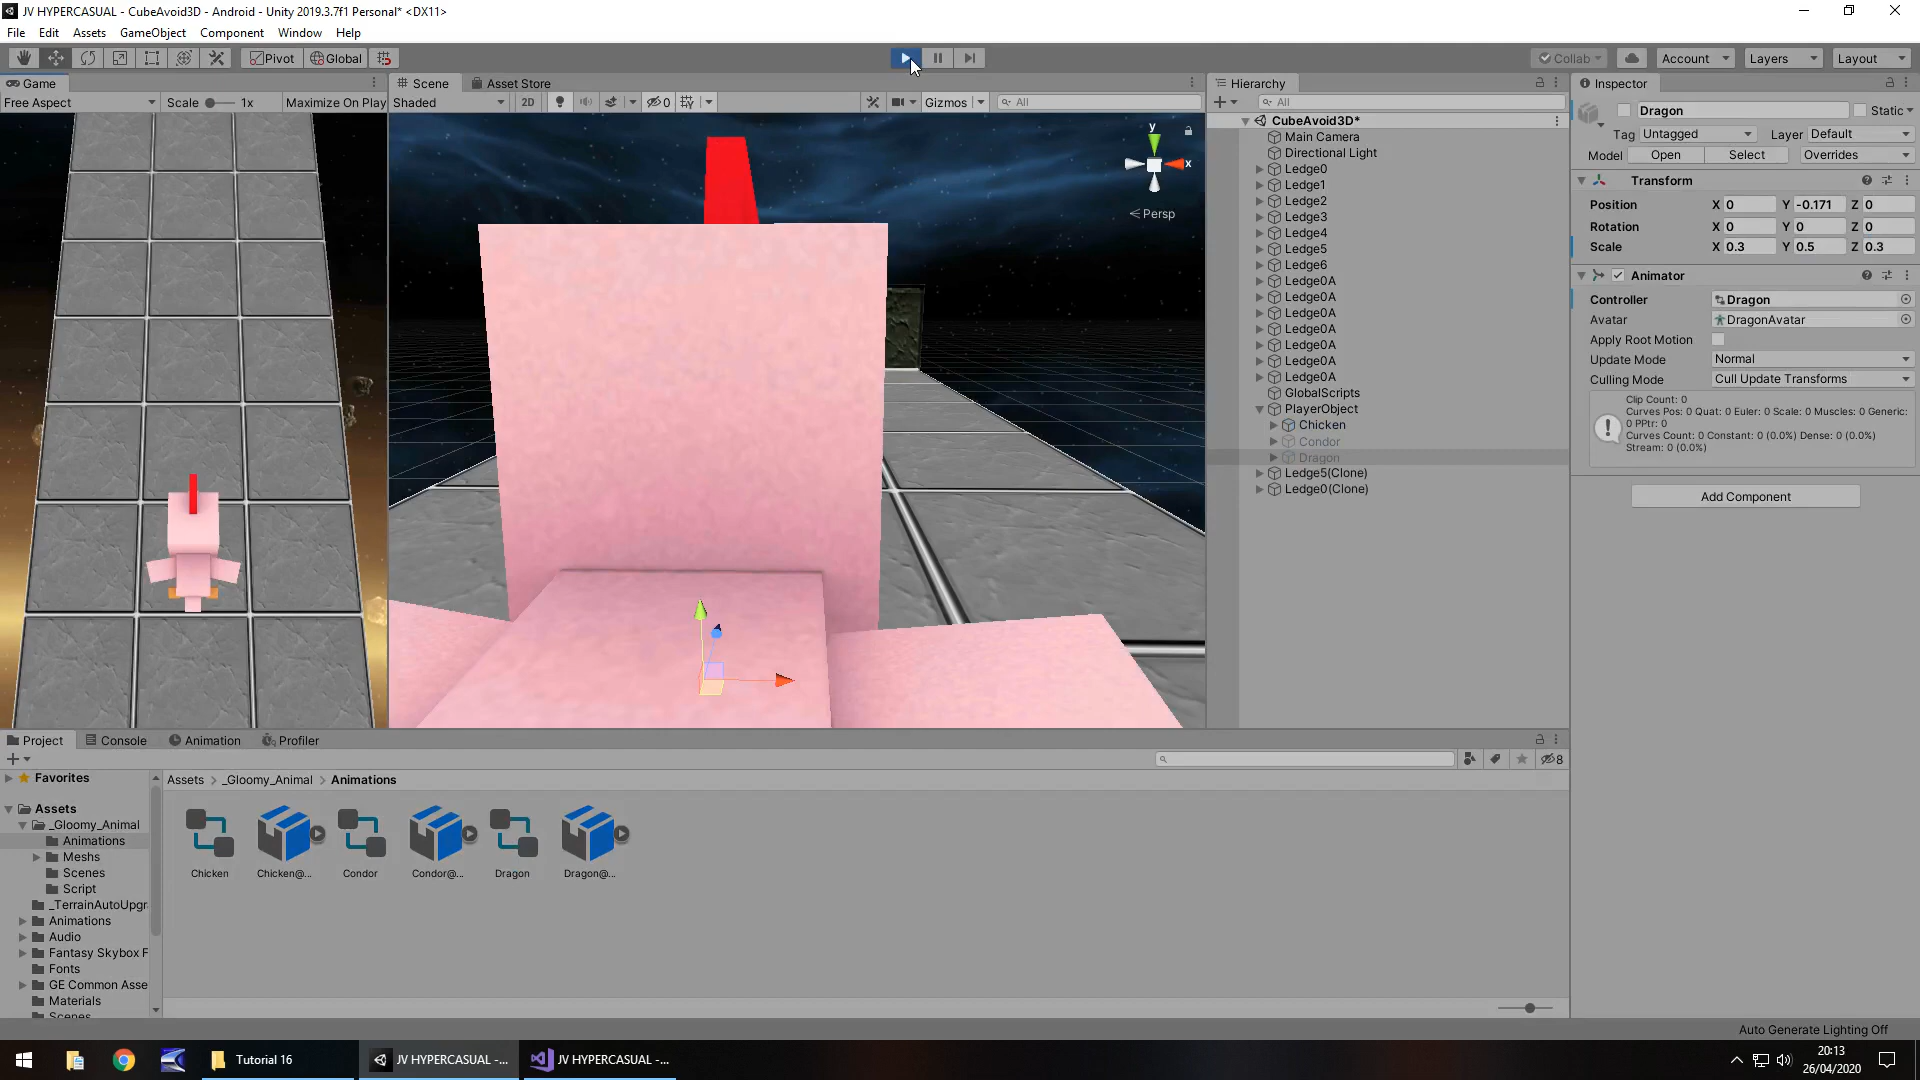 JV HYPERCASUAL - CubeAvoid3D - Android - Unity 2019.3.7f1 Personal* <DX11>
File Edit Assets GameObject Component Window Help
Pivot Global Collab Account Layers Layout
Game
Free Aspect Scale 1x Maximize On Play
Scene Asset Store
Shaded 2D 0 Gizmos All
y
x
Persp
Hierarchy
All
CubeAvoid3D*
Main Camera
Directional Light
Ledge0
Ledge1
Ledge2
Ledge3
Ledge4
Ledge5
Ledge6
Ledge0A
Ledge0A
Ledge0A
Ledge0A
Ledge0A
Ledge0A
Ledge0A
GlobalScripts
PlayerObject
Chicken
Condor
Dragon
Ledge5(Clone)
Ledge0(Clone)
Inspector
Dragon Static
Tag Untagged Layer Default
Model Open Select Overrides
Transform
Position X 0 Y -0.171 Z 0
Rotation X 0 Y 0 Z 0
Scale X 0.3 Y 0.5 Z 0.3
Animator
Controller Dragon
Avatar DragonAvatar
Apply Root Motion
Update Mode Normal
Culling Mode Cull Update Transforms
Clip Count: 0
Curves Pos: 0 Quat: 0 Euler: 0 Scale: 0 Muscles: 0 Generic:
0 PPtr: 0
Curves Count: 0 Constant: 0 (0.0%) Dense: 0 (0.0%)
Stream: 0 (0.0%)
Add Component
Project Console Animation Profiler
8
Favorites
Assets
_Gloomy_Animal
Animations
Meshs
Scenes
Script
_TerrainAutoUpgr
Animations
Audio
Fantasy Skybox F
Fonts
GE Common Asse
Materials
Scenes
Assets > _Gloomy_Animal > Animations
Chicken Chicken@... Condor Condor@... Dragon Dragon@...
Auto Generate Lighting Off
Tutorial 16 JV HYPERCASUAL -... JV HYPERCASUAL -...
20:13
26/04/2020